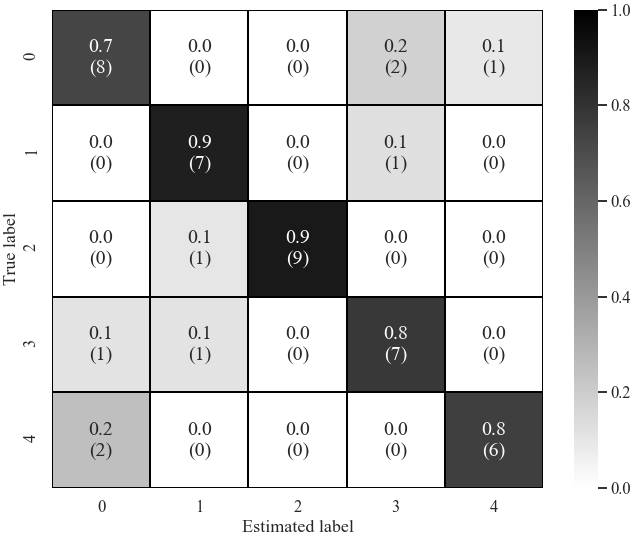 0.7 0.0 0.0 0.2 0.1
(8) (0) (0) (2) (1)
0
0.0 0.9 0.0 0.1 0.0
(0) (7) (0) (1) (0)
1
0.0 0.1 0.9 0.0 0.0
(0) (1) (9) (0) (0)
2
True label
0.1 0.1 0.0 0.8 0.0
(1) (1) (0) (7) (0)
3
0.2 0.0 0.0 0.0 0.8
(2) (0) (0) (0) (6)
4
0 1 2 3 4
Estimated label
1.0
0.8
0.6
0.4
0.2
0.0